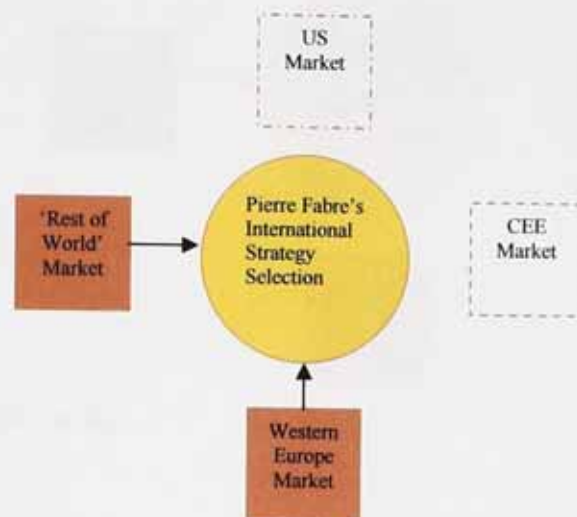 US
Market
'Rest of
World'
Market
Pierre Fabre's
International
Strategy
Selection
CEE
Market
Western
Europe
Market